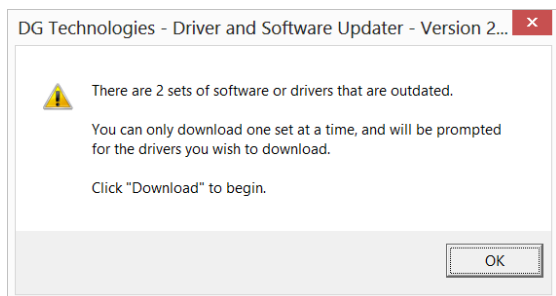 DG Technologies - Driver and Software Updater - Version 2...
There are 2 sets of software or drivers that are outdated.
You can only download one set at a time, and will be prompted
for the drivers you wish to download.
Click "Download" to begin.
OK